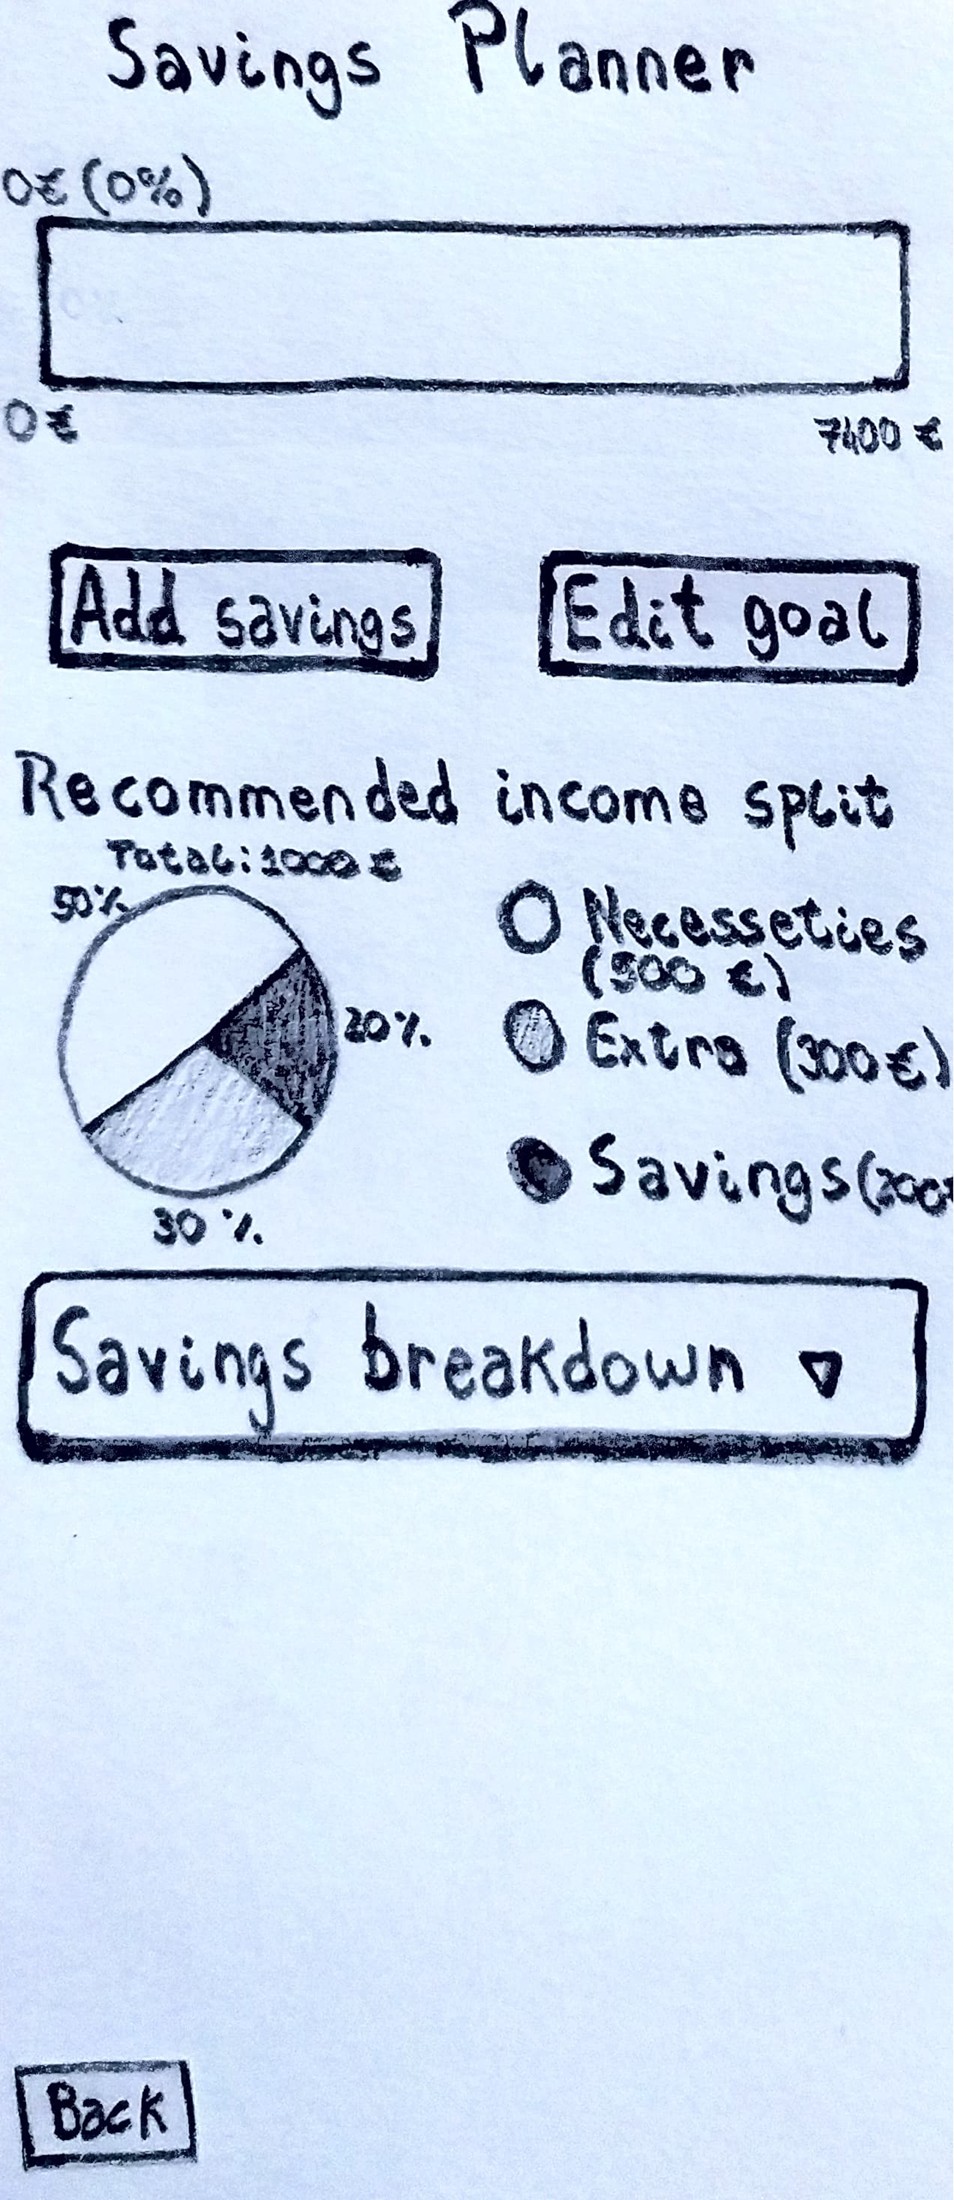 Savings Planner
0€ (0%)
0€
7400 €
Add savings
Edit goal
Recommended income split
Total: 1000 €
50%
Necesseties
(500 €)
20%
Extra (300€)
Savings (200
30 %
Savings breakdown
Back